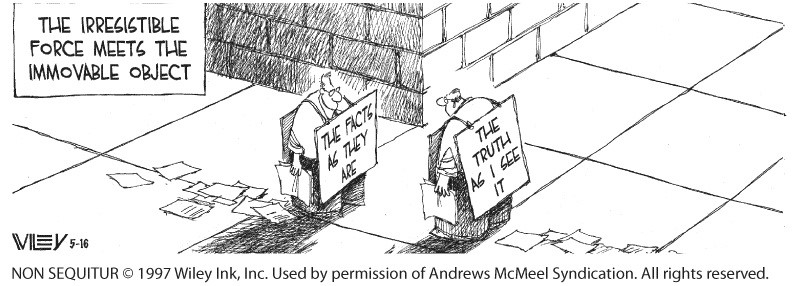 THE IRRESISTIBLE
FORCE MEETS THE
IMMOVABLE OBJECT
THE FACTS
AS THEY
ARE
THE
TRUTH
AS I SEE
IT
WILEY 5-16
NON SEQUITUR © 1997 Wiley Ink, Inc. Used by permission of Andrews McMeel Syndication. All rights reserved.